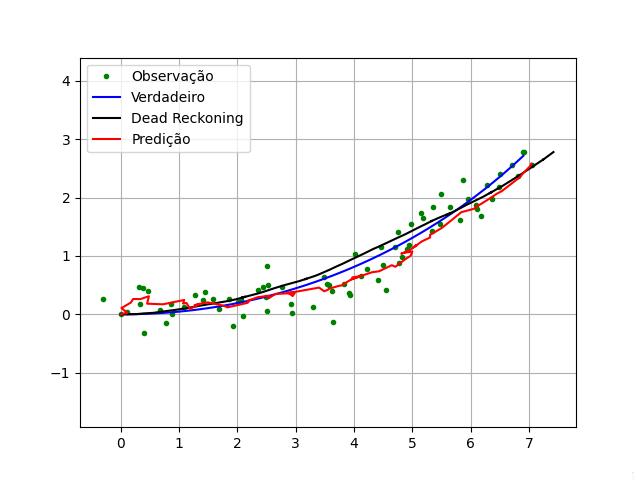 Observação
Verdadeiro
Dead Reckoning
Predição
4
3
2
1
0
−1
0 1 2 3 4 5 6 7